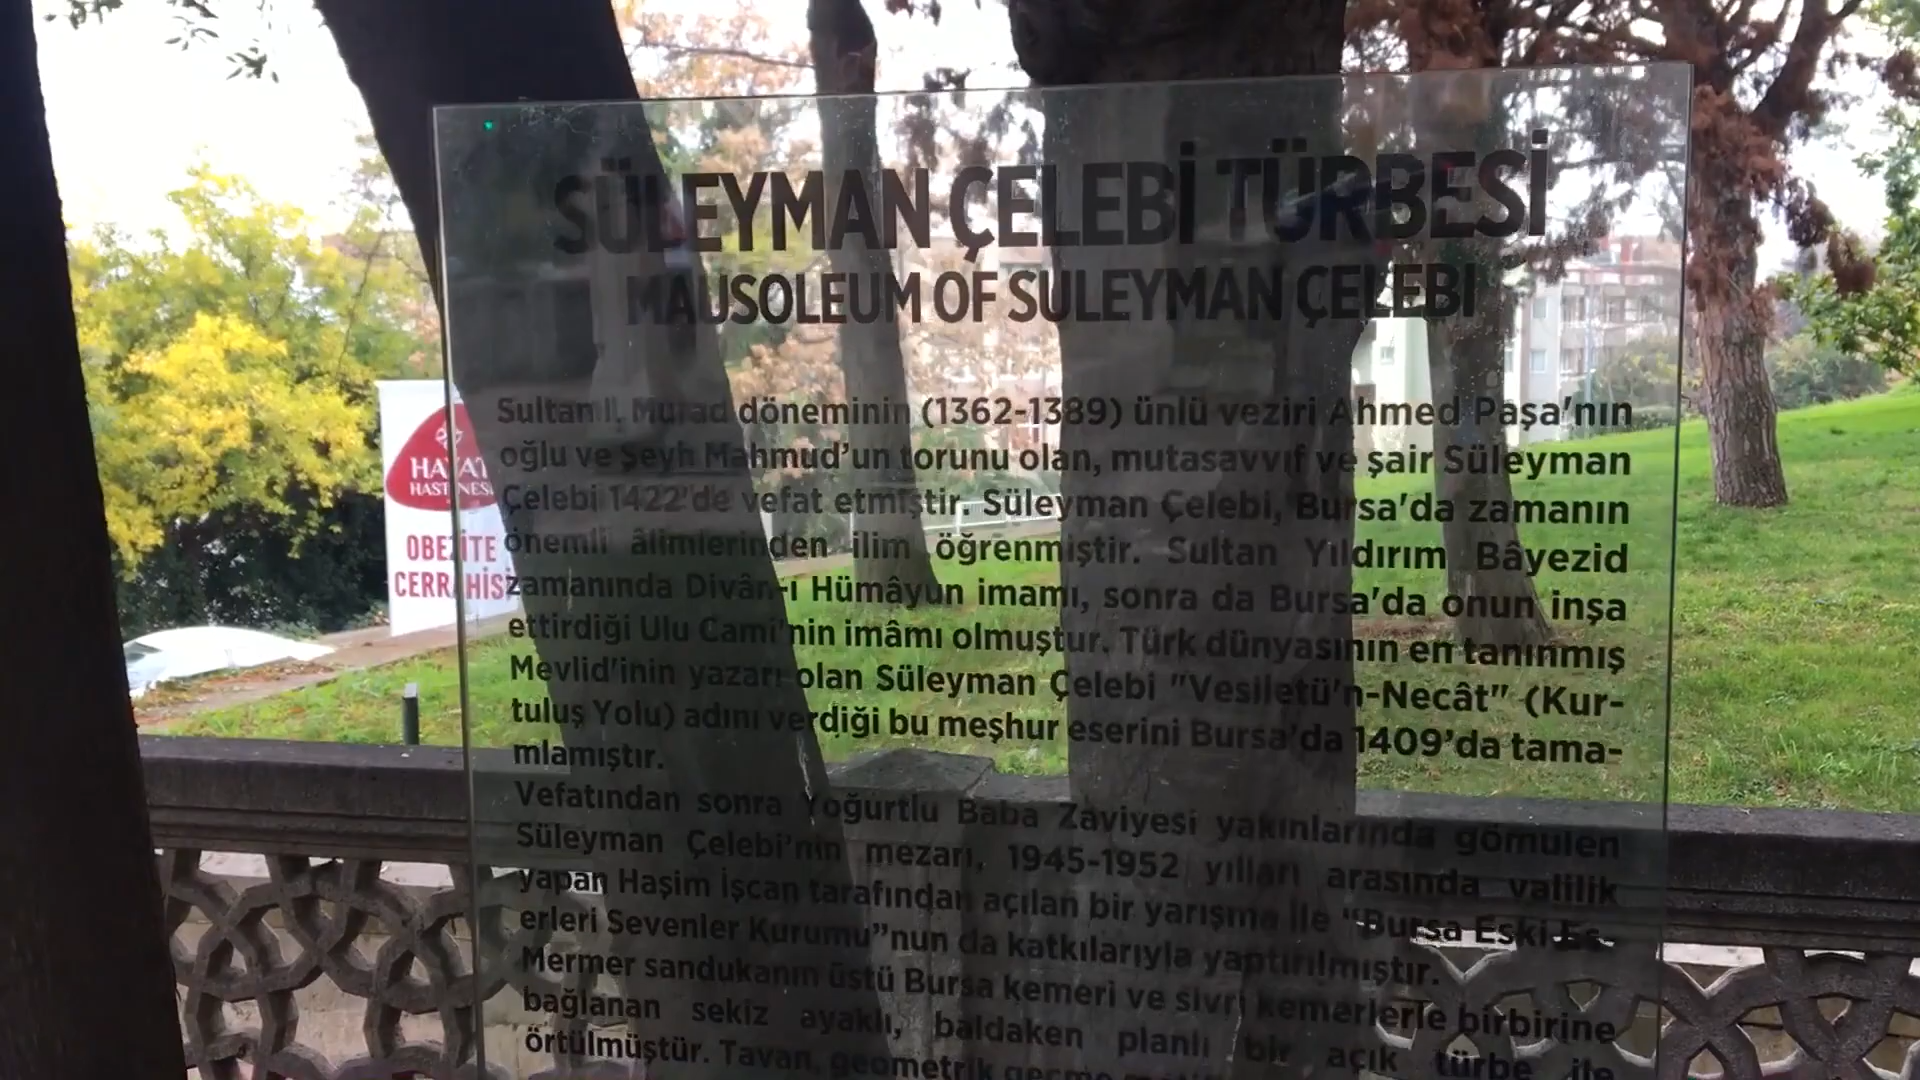 SÜLEYMAN ÇELEBİ TÜRBESİ
MAUSOLEUM OF SULEYMAN ÇELEBI
Sultan I. Murad döneminin (1362-1389) ünlü veziri Ahmed Paşa'nın
oğlu ve Şeyh Mahmud’un torunu olan, mutasavvıf ve şair Süleyman
Çelebi 1422'de vefat etmiştir. Süleyman Çelebi, Bursa'da zamanın
önemli âlimlerinden ilim öğrenmiştir. Sultan Yıldırım Bâyezid
zamanında Divân-ı Hümâyun imamı, sonra da Bursa'da onun inşa
ettirdiği Ulu Cami'nin imâmı olmuştur. Türk dünyasının en tanınmış
Mevlid'inin yazarı olan Süleyman Çelebi "Vesiletü'n-Necât" (Kur-
tuluş Yolu) adını verdiği bu meşhur eserini Bursa'da 1409’da tama-
mlamıştır.
Vefatından sonra Yoğurtlu Baba Zaviyesi yakınlarında gömülen
Süleyman Çelebi’nin mezarı, 1945-1952 yılları arasında valilik
yapan Haşim İşcan tarafından açılan bir yarışma ile "Bursa Eski Es-
erleri Sevenler Kurumu”nun da katkılarıyla yaptırılmıştır.
Mermer sandukanın üstü Bursa kemeri ve sivri kemerlerle birbirine
bağlanan sekiz ayaklı, baldaken planlı bir açık türbe ile
örtülmüştür. Tavan, geometrik geçme
HAYAT
HASTANESİ
OBEZİTE
CERRAHİSİ